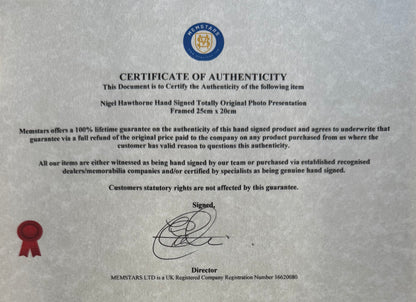 MEMSTARS
CERTIFICATE OF AUTHENTICITY
This Document is to Certify the Authenticity of the following item
Nigel Hawthorne Hand Signed Totally Original Photo Presentation
Framed 25cm x 20cm
Memstars offers a 100% lifetime guarantee on the authenticity of this hand signed product and agrees to underwrite that
guarantee via a full refund of the original price paid to the company on any product purchased from us where the
customer has valid reason to questions this authenticity.
All our items are either witnessed as being hand signed by our team or purchased via established recognised
dealers/memorabilia companies and/or certified by specialists as being genuine hand signed.
Customers statutory rights are not affected by this guarantee.
Signed,
Director
MEMSTARS LTD is a UK Registered Company Registration Number 16620080